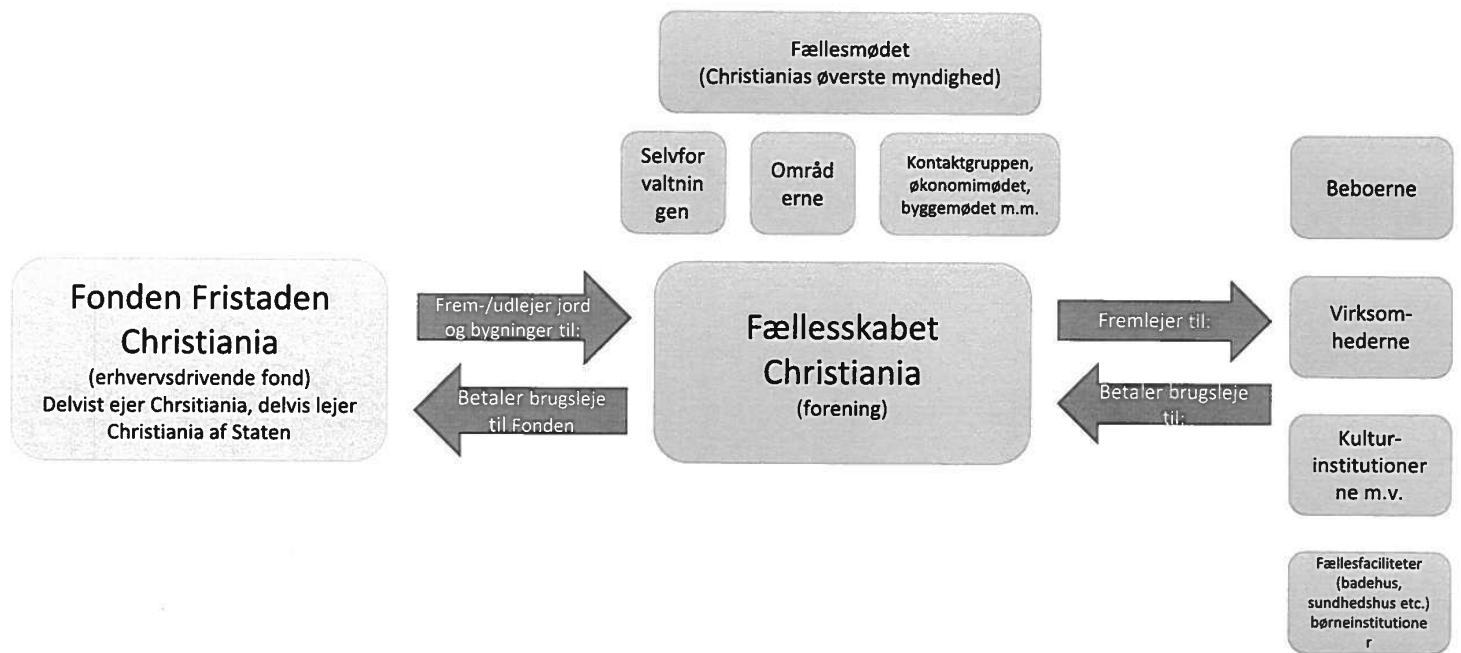 Fællesmødet
(Christianias øverste myndighed)
Selvfor
valtnin
gen
Områd
erne
Kontaktgruppen,
økonomimødet,
byggemødet m.m.
Beboerne
Fonden Fristaden
Christiania
(erhvervsdrivende fond)
Delvist ejer Chrsitiania, delvis lejer
Christiania af Staten
Frem-/udlejer jord
og bygninger til:
Betaler brugsleje
til Fonden
Fællesskabet
Christiania
(forening)
Fremlejer til:
Betaler brugsleje
til:
Virksom-
hederne
Kultur-
institutioner
ne m.v.
Fællesfaciliteter
(badehus,
sundhedshus etc.)
børneinstitutione
r